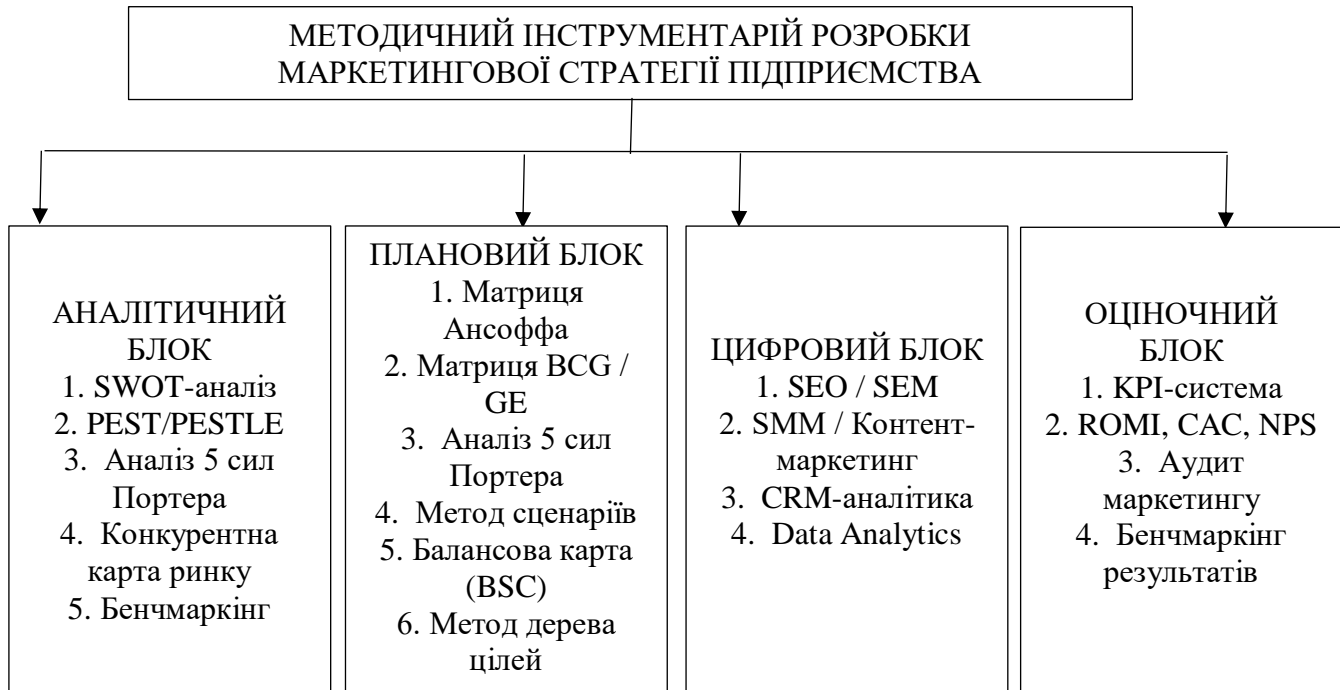 МЕТОДИЧНИЙ ІНСТРУМЕНТАРІЙ РОЗРОБКИ
МАРКЕТИНГОВОЇ СТРАТЕГІЇ ПІДПРИЄМСТВА
АНАЛІТИЧНИЙ
БЛОК
1. SWOT-аналіз
2. PEST/PESTLE
3. Аналіз 5 сил
Портера
4. Конкурентна
карта ринку
5. Бенчмаркінг
ПЛАНОВИЙ БЛОК
1. Матриця
Ансоффа
2. Матриця BCG /
GE
3. Аналіз 5 сил
Портера
4. Метод сценаріїв
5. Балансова карта
(BSC)
6. Метод дерева
цілей
ЦИФРОВИЙ БЛОК
1. SEO / SEM
2. SMM / Контент-
маркетинг
3. CRM-аналітика
4. Data Analytics
ОЦІНОЧНИЙ
БЛОК
1. KPI-система
2. ROMI, CAC, NPS
3. Аудит
маркетингу
4. Бенчмаркінг
результатів